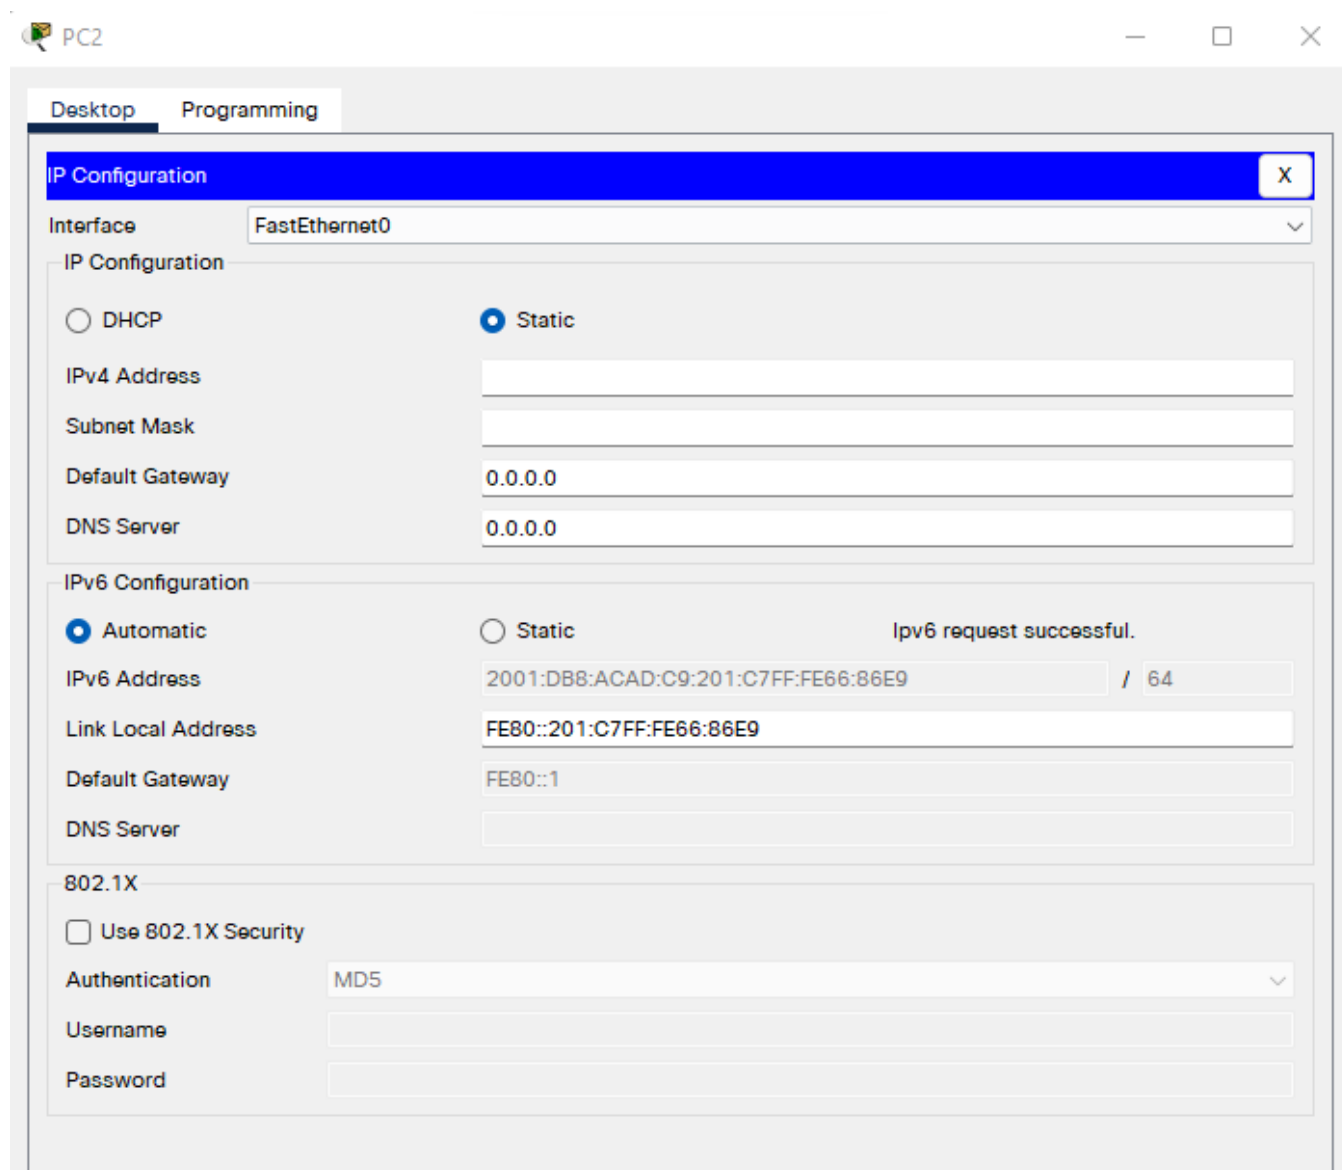 PC2
Desktop Programming
IP Configuration X
Interface FastEthernet0
IP Configuration
DHCP Static
IPv4 Address
Subnet Mask
Default Gateway 0.0.0.0
DNS Server 0.0.0.0
IPv6 Configuration
Automatic Static Ipv6 request successful.
IPv6 Address 2001:DB8:ACAD:C9:201:C7FF:FE66:86E9 / 64
Link Local Address FE80::201:C7FF:FE66:86E9
Default Gateway FE80::1
DNS Server
802.1X
Use 802.1X Security
Authentication MD5
Username
Password